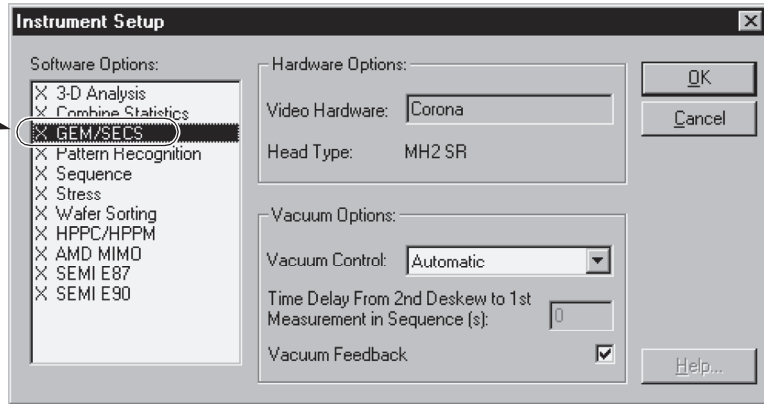 Instrument Setup
Software Options:
X 3-D Analysis
X Combine Statistics
X GEM/SECS
X Pattern Recognition
X Sequence
X Stress
X Wafer Sorting
X HPPC/HPPM
X AMD MIMO
X SEMI E87
X SEMI E90
Hardware Options:
Video Hardware: Corona
Head Type: MH2 SR
Vacuum Options:
Vacuum Control: Automatic
Time Delay From 2nd Deskew to 1st
Measurement in Sequence (s): 0
Vacuum Feedback
OK
Cancel
Help...